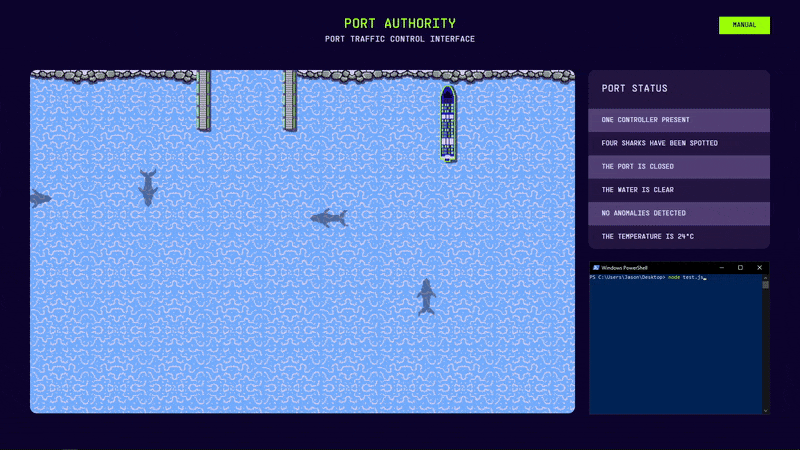 PORT AUTHORITY
PORT TRAFFIC CONTROL INTERFACE
MANUAL
PORT STATUS
ONE CONTROLLER PRESENT
FOUR SHARKS HAVE BEEN SPOTTED
THE PORT IS CLOSED
THE WATER IS CLEAR
NO ANOMALIES DETECTED
THE TEMPERATURE IS 24°C
Windows PowerShell
PS C:\Users\Jason\Desktop> node test.js